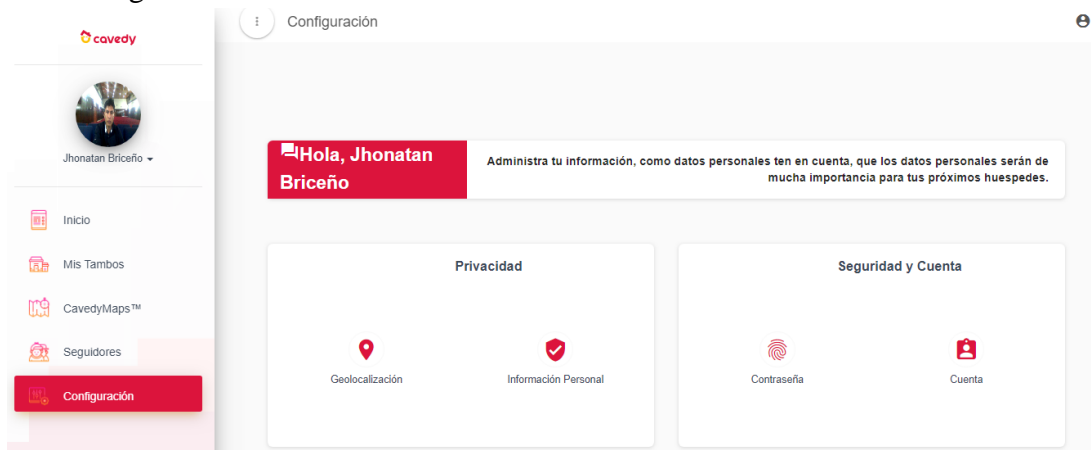 cavedy
Jhonatan Briceño
Inicio
Mis Tambos
CavedyMaps™
Seguidores
Configuración
Configuración
Hola, Jhonatan
Briceño
Administra tu información, como datos personales ten en cuenta, que los datos personales serán de
mucha importancia para tus próximos huespedes.
Privacidad
Geolocalización
Información Personal
Seguridad y Cuenta
Contraseña
Cuenta